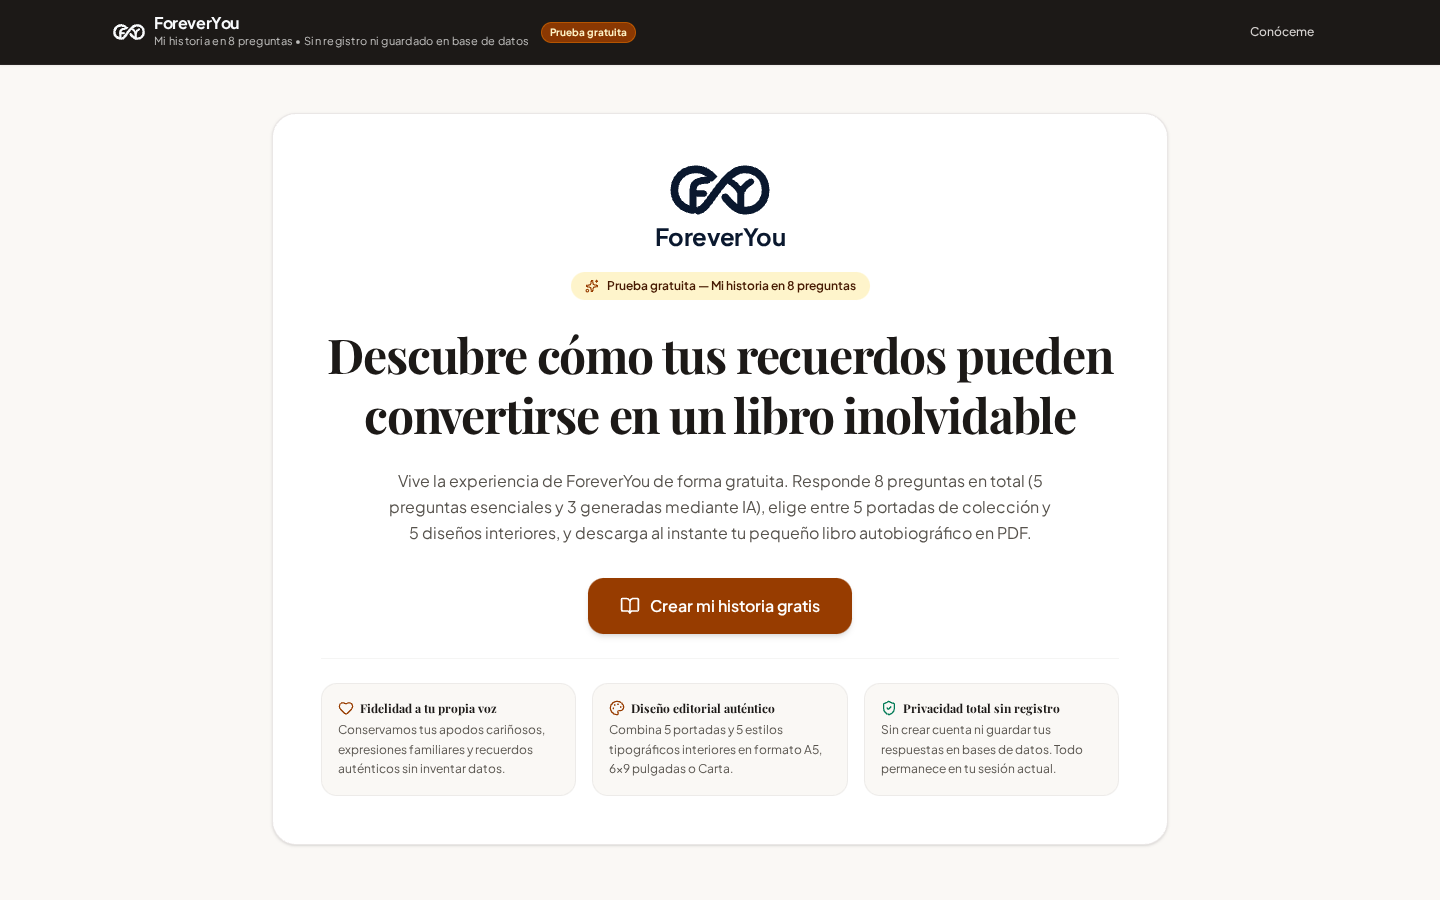 ForeverYou
Mi historia en 8 preguntas • Sin registro ni guardado en base de datos
Prueba gratuita
Conóceme
FY
ForeverYou
Prueba gratuita — Mi historia en 8 preguntas
Descubre cómo tus recuerdos pueden
convertirse en un libro inolvidable
Vive la experiencia de ForeverYou de forma gratuita. Responde 8 preguntas en total (5
preguntas esenciales y 3 generadas mediante IA), elige entre 5 portadas de colección y
5 diseños interiores, y descarga al instante tu pequeño libro autobiográfico en PDF.
Crear mi historia gratis
Fidelidad a tu propia voz
Conservamos tus apodos cariñosos,
expresiones familiares y recuerdos
auténticos sin inventar datos.
Diseño editorial auténtico
Combina 5 portadas y 5 estilos
tipográficos interiores en formato A5,
6×9 pulgadas o Carta.
Privacidad total sin registro
Sin crear cuenta ni guardar tus
respuestas en bases de datos. Todo
permanece en tu sesión actual.